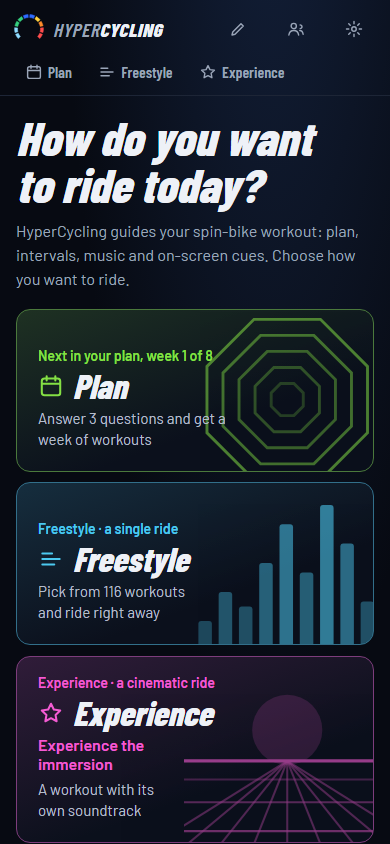 HYPERCYCLING
Plan
Freestyle
Experience
How do you want
to ride today?
HyperCycling guides your spin-bike workout: plan,
intervals, music and on-screen cues. Choose how
you want to ride.
Next in your plan, week 1 of 8
Plan
Answer 3 questions and get a
week of workouts
Freestyle · a single ride
Freestyle
Pick from 116 workouts
and ride right away
Experience · a cinematic ride
Experience
Experience the
immersion
A workout with its
own soundtrack